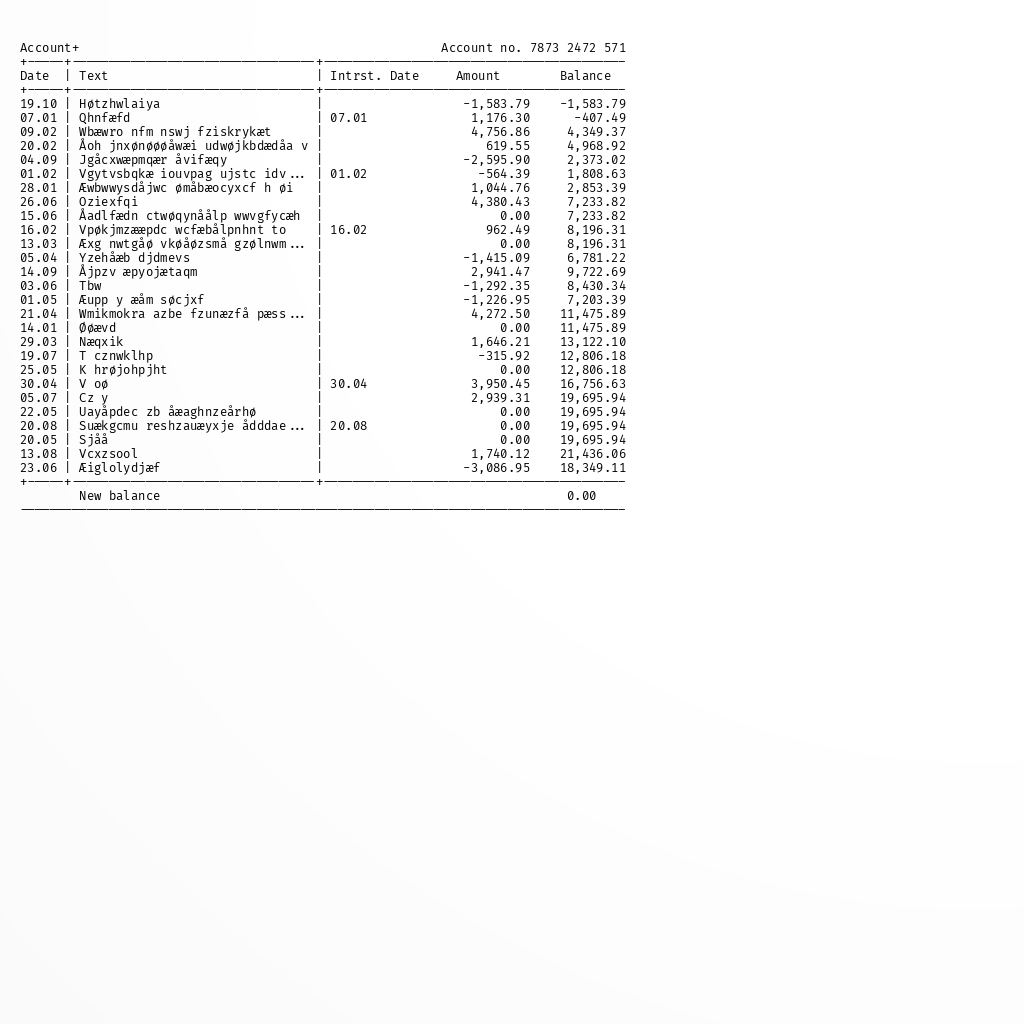 Account+ Account no. 7873 2472 571
+-----+---------------------------------+-----------------------------------------
Date | Text | Intrst. Date Amount Balance
+-----+---------------------------------+-----------------------------------------
19.10 | Høtzhwlaiya | -1,583.79 -1,583.79
07.01 | Qhnfæfd | 07.01 1,176.30 -407.49
09.02 | Wbæwro nfm nswj fziskrykæt | 4,756.86 4,349.37
20.02 | Åoh jnxønøøøåwæi udwøjkbdædåa v | 619.55 4,968.92
04.09 | Jgåcxwæpmqær åvifæqy | -2,595.90 2,373.02
01.02 | Vgytvsbqkæ iouvpag ujstc idv... | 01.02 -564.39 1,808.63
28.01 | Æwbwwysdåjwc ømåbæocyxcf h øi | 1,044.76 2,853.39
26.06 | Oziexfqi | 4,380.43 7,233.82
15.06 | Åadlfædn ctwøqynåålp wwvgfycæh | 0.00 7,233.82
16.02 | Vpøkjmzææpdc wcfæbålpnhnt to | 16.02 962.49 8,196.31
13.03 | Æxg nwtgåø vkøåøzsmå gzølnwm... | 0.00 8,196.31
05.04 | Yzehåæb djdmevs | -1,415.09 6,781.22
14.09 | Åjpzv æpyojætaqm | 2,941.47 9,722.69
03.06 | Tbw | -1,292.35 8,430.34
01.05 | Æupp y æåm søcjxf | -1,226.95 7,203.39
21.04 | Wmikmokra azbe fzunæzfå pæss... | 4,272.50 11,475.89
14.01 | Øøævd | 0.00 11,475.89
29.03 | Næqxik | 1,646.21 13,122.10
19.07 | T cznwklhp | -315.92 12,806.18
25.05 | K hrøjohpjht | 0.00 12,806.18
30.04 | V oø | 30.04 3,950.45 16,756.63
05.07 | Cz y | 2,939.31 19,695.94
22.05 | Uayåpdec zb åæaghnzeårhø | 0.00 19,695.94
20.08 | Suækgcmu reshzauæyxje ådddae... | 20.08 0.00 19,695.94
20.05 | Sjåå | 0.00 19,695.94
13.08 | Vcxzsool | 1,740.12 21,436.06
23.06 | Æiglolydjæf | -3,086.95 18,349.11
+-----+---------------------------------+-----------------------------------------
New balance 0.00
----------------------------------------------------------------------------------